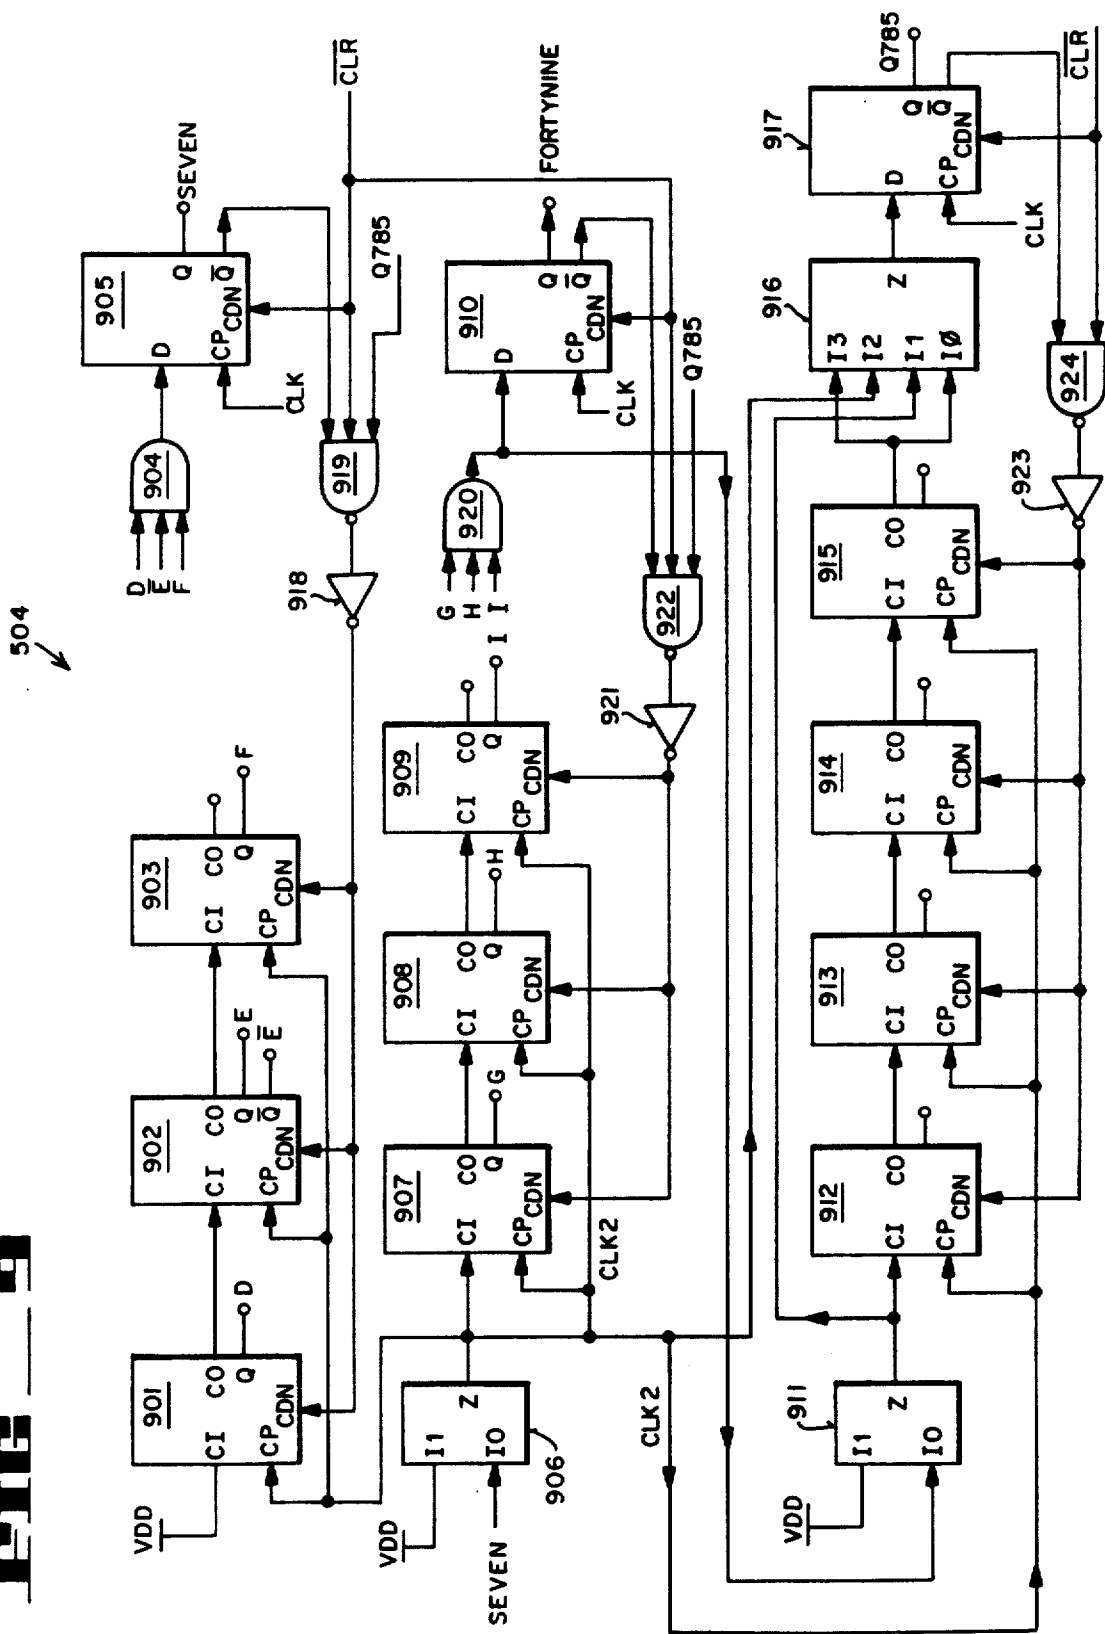 504
VDD
901
CI
CO
Q
D
CP
CDN
902
CI
CO
Q
E
Q̅
E̅
CP
CDN
903
CI
CO
Q
F
CP
CDN
D
E̅
F
904
905
D
Q
SEVEN
Q̅
CP
CDN
CLK
918
919
C̅L̅R̅
Q785
VDD
SEVEN
I1
I0
Z
906
907
CI
CO
Q
G
CP
CDN
CLK2
908
CI
CO
Q
H
CP
CDN
909
CI
CO
Q
I
CP
CDN
G
H
I
920
910
D
Q
FORTYNINE
Q̅
CP
CDN
CLK
921
922
Q785
CLK2
VDD
911
I1
I0
Z
912
CI
CO
CP
CDN
913
CI
CO
CP
CDN
914
CI
CO
CP
CDN
915
CI
CO
CP
CDN
916
I3
I2
I1
IØ
Z
917
D
Q
Q785
Q̅
CP
CDN
CLK
923
924
C̅L̅R̅